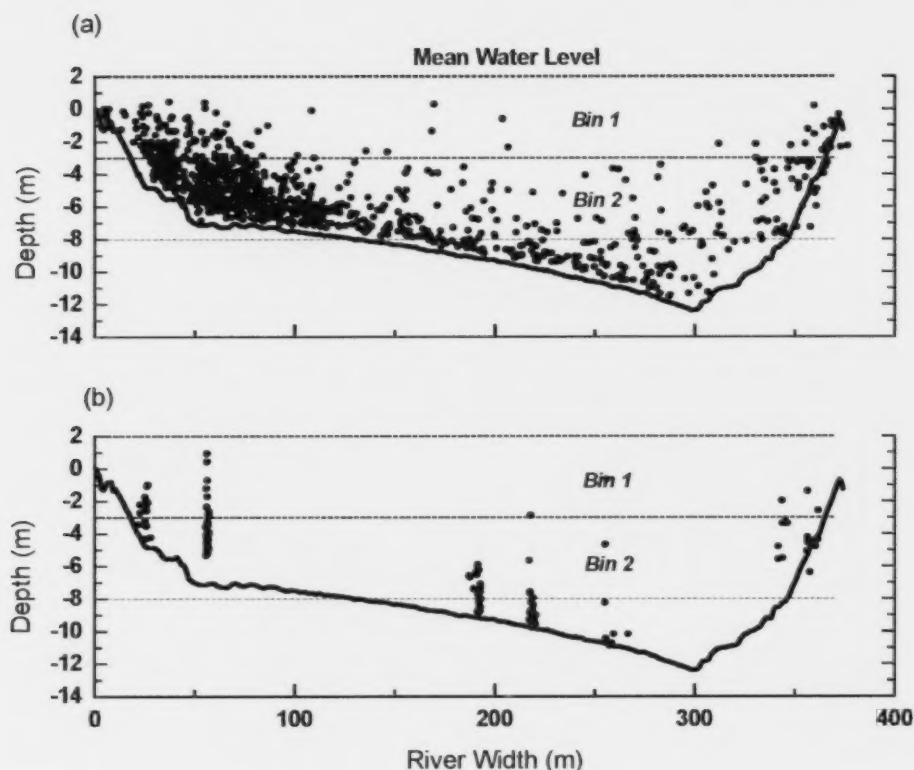 (a)
Mean Water Level
2
0
-2
-4
-6
-8
-10
-12
-14
Depth (m)
Bin 1
Bin 2
(b)
2
0
-2
-4
-6
-8
-10
-12
-14
Depth (m)
Bin 1
Bin 2
0 100 200 300 400
River Width (m)